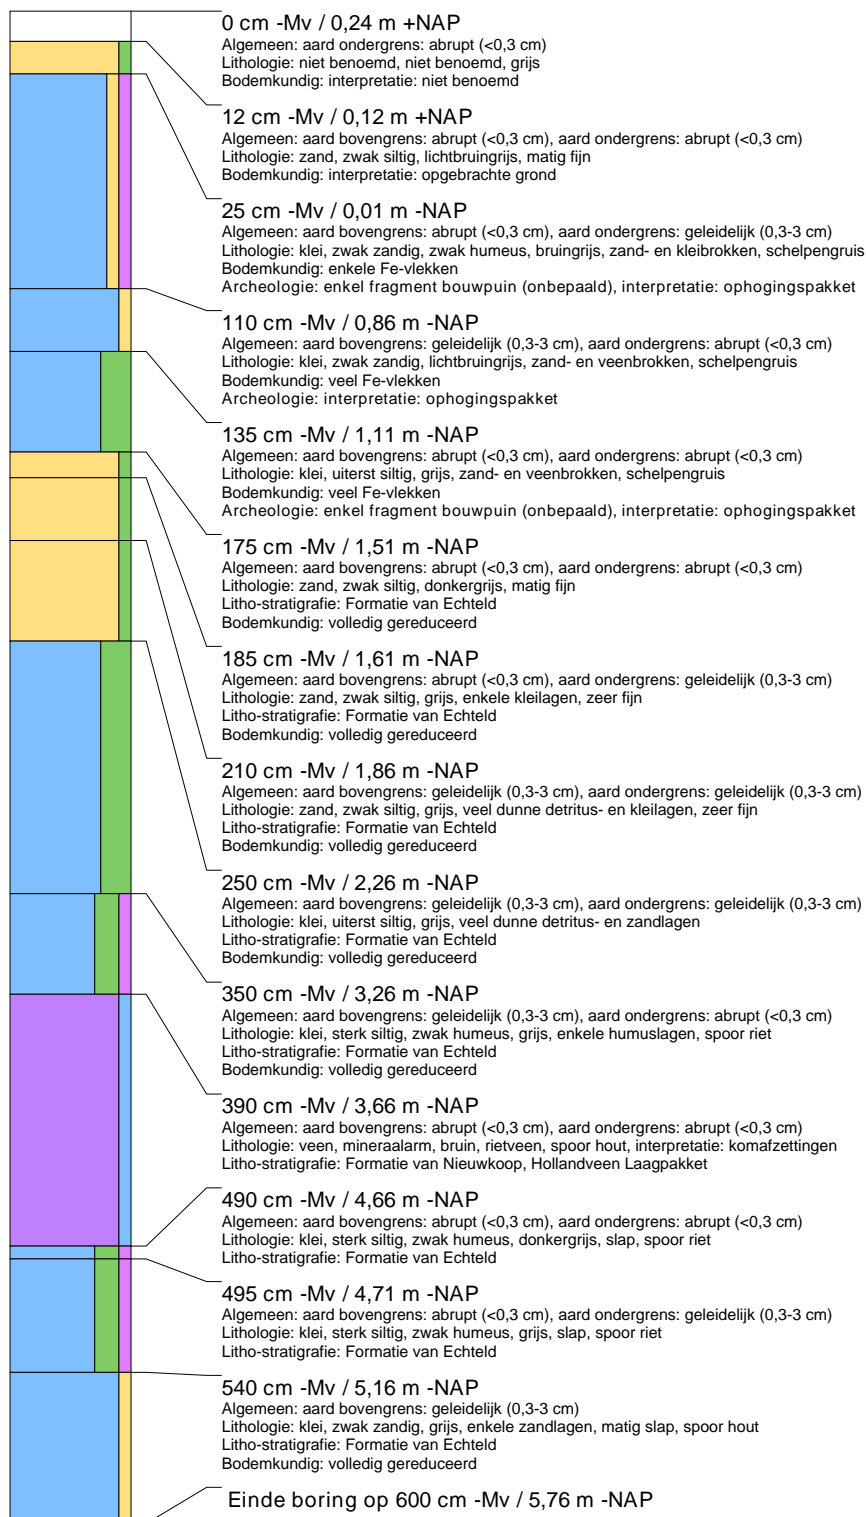 0 cm -Mv / 0,24 m +NAP
Algemeen: aard ondergrens: abrupt (<0,3 cm)
Lithologie: niet benoemd, niet benoemd, grijs
Bodemkundig: interpretatie: niet benoemd
12 cm -Mv / 0,12 m +NAP
Algemeen: aard bovengrens: abrupt (<0,3 cm), aard ondergrens: abrupt (<0,3 cm)
Lithologie: zand, zwak siltig, lichtbruingrijs, matig fijn
Bodemkundig: interpretatie: opgebrachte grond
25 cm -Mv / 0,01 m -NAP
Algemeen: aard bovengrens: abrupt (<0,3 cm), aard ondergrens: geleidelijk (0,3-3 cm)
Lithologie: klei, zwak zandig, zwak humeus, bruingrijs, zand- en kleibrokken, schelpengruis
Bodemkundig: enkele Fe-vlekken
Archeologie: enkel fragment bouwpuin (onbepaald), interpretatie: ophogingspakket
110 cm -Mv / 0,86 m -NAP
Algemeen: aard bovengrens: geleidelijk (0,3-3 cm), aard ondergrens: abrupt (<0,3 cm)
Lithologie: klei, zwak zandig, lichtbruingrijs, zand- en veenbrokken, schelpengruis
Bodemkundig: veel Fe-vlekken
Archeologie: interpretatie: ophogingspakket
135 cm -Mv / 1,11 m -NAP
Algemeen: aard bovengrens: abrupt (<0,3 cm), aard ondergrens: abrupt (<0,3 cm)
Lithologie: klei, uiterst siltig, grijs, zand- en veenbrokken, schelpengruis
Bodemkundig: veel Fe-vlekken
Archeologie: enkel fragment bouwpuin (onbepaald), interpretatie: ophogingspakket
175 cm -Mv / 1,51 m -NAP
Algemeen: aard bovengrens: abrupt (<0,3 cm), aard ondergrens: abrupt (<0,3 cm)
Lithologie: zand, zwak siltig, donkergrijs, matig fijn
Litho-stratigrafie: Formatie van Echteld
Bodemkundig: volledig gereduceerd
185 cm -Mv / 1,61 m -NAP
Algemeen: aard bovengrens: abrupt (<0,3 cm), aard ondergrens: geleidelijk (0,3-3 cm)
Lithologie: zand, zwak siltig, grijs, enkele kleilagen, zeer fijn
Litho-stratigrafie: Formatie van Echteld
Bodemkundig: volledig gereduceerd
210 cm -Mv / 1,86 m -NAP
Algemeen: aard bovengrens: geleidelijk (0,3-3 cm), aard ondergrens: geleidelijk (0,3-3 cm)
Lithologie: zand, zwak siltig, grijs, veel dunne detritus- en kleilagen, zeer fijn
Litho-stratigrafie: Formatie van Echteld
Bodemkundig: volledig gereduceerd
250 cm -Mv / 2,26 m -NAP
Algemeen: aard bovengrens: geleidelijk (0,3-3 cm), aard ondergrens: geleidelijk (0,3-3 cm)
Lithologie: klei, uiterst siltig, grijs, veel dunne detritus- en zandlagen
Litho-stratigrafie: Formatie van Echteld
Bodemkundig: volledig gereduceerd
350 cm -Mv / 3,26 m -NAP
Algemeen: aard bovengrens: geleidelijk (0,3-3 cm), aard ondergrens: abrupt (<0,3 cm)
Lithologie: klei, sterk siltig, zwak humeus, grijs, enkele humuslagen, spoor riet
Litho-stratigrafie: Formatie van Echteld
Bodemkundig: volledig gereduceerd
390 cm -Mv / 3,66 m -NAP
Algemeen: aard bovengrens: abrupt (<0,3 cm), aard ondergrens: abrupt (<0,3 cm)
Lithologie: veen, mineraalarm, bruin, rietveen, spoor hout, interpretatie: komafzettingen
Litho-stratigrafie: Formatie van Nieuwkoop, Hollandveen Laagpakket
490 cm -Mv / 4,66 m -NAP
Algemeen: aard bovengrens: abrupt (<0,3 cm), aard ondergrens: abrupt (<0,3 cm)
Lithologie: klei, sterk siltig, zwak humeus, donkergrijs, slap, spoor riet
Litho-stratigrafie: Formatie van Echteld
495 cm -Mv / 4,71 m -NAP
Algemeen: aard bovengrens: abrupt (<0,3 cm), aard ondergrens: geleidelijk (0,3-3 cm)
Lithologie: klei, sterk siltig, zwak humeus, grijs, slap, spoor riet
Litho-stratigrafie: Formatie van Echteld
540 cm -Mv / 5,16 m -NAP
Algemeen: aard bovengrens: geleidelijk (0,3-3 cm)
Lithologie: klei, zwak zandig, grijs, enkele zandlagen, matig slap, spoor hout
Litho-stratigrafie: Formatie van Echteld
Bodemkundig: volledig gereduceerd
Einde boring op 600 cm -Mv / 5,76 m -NAP